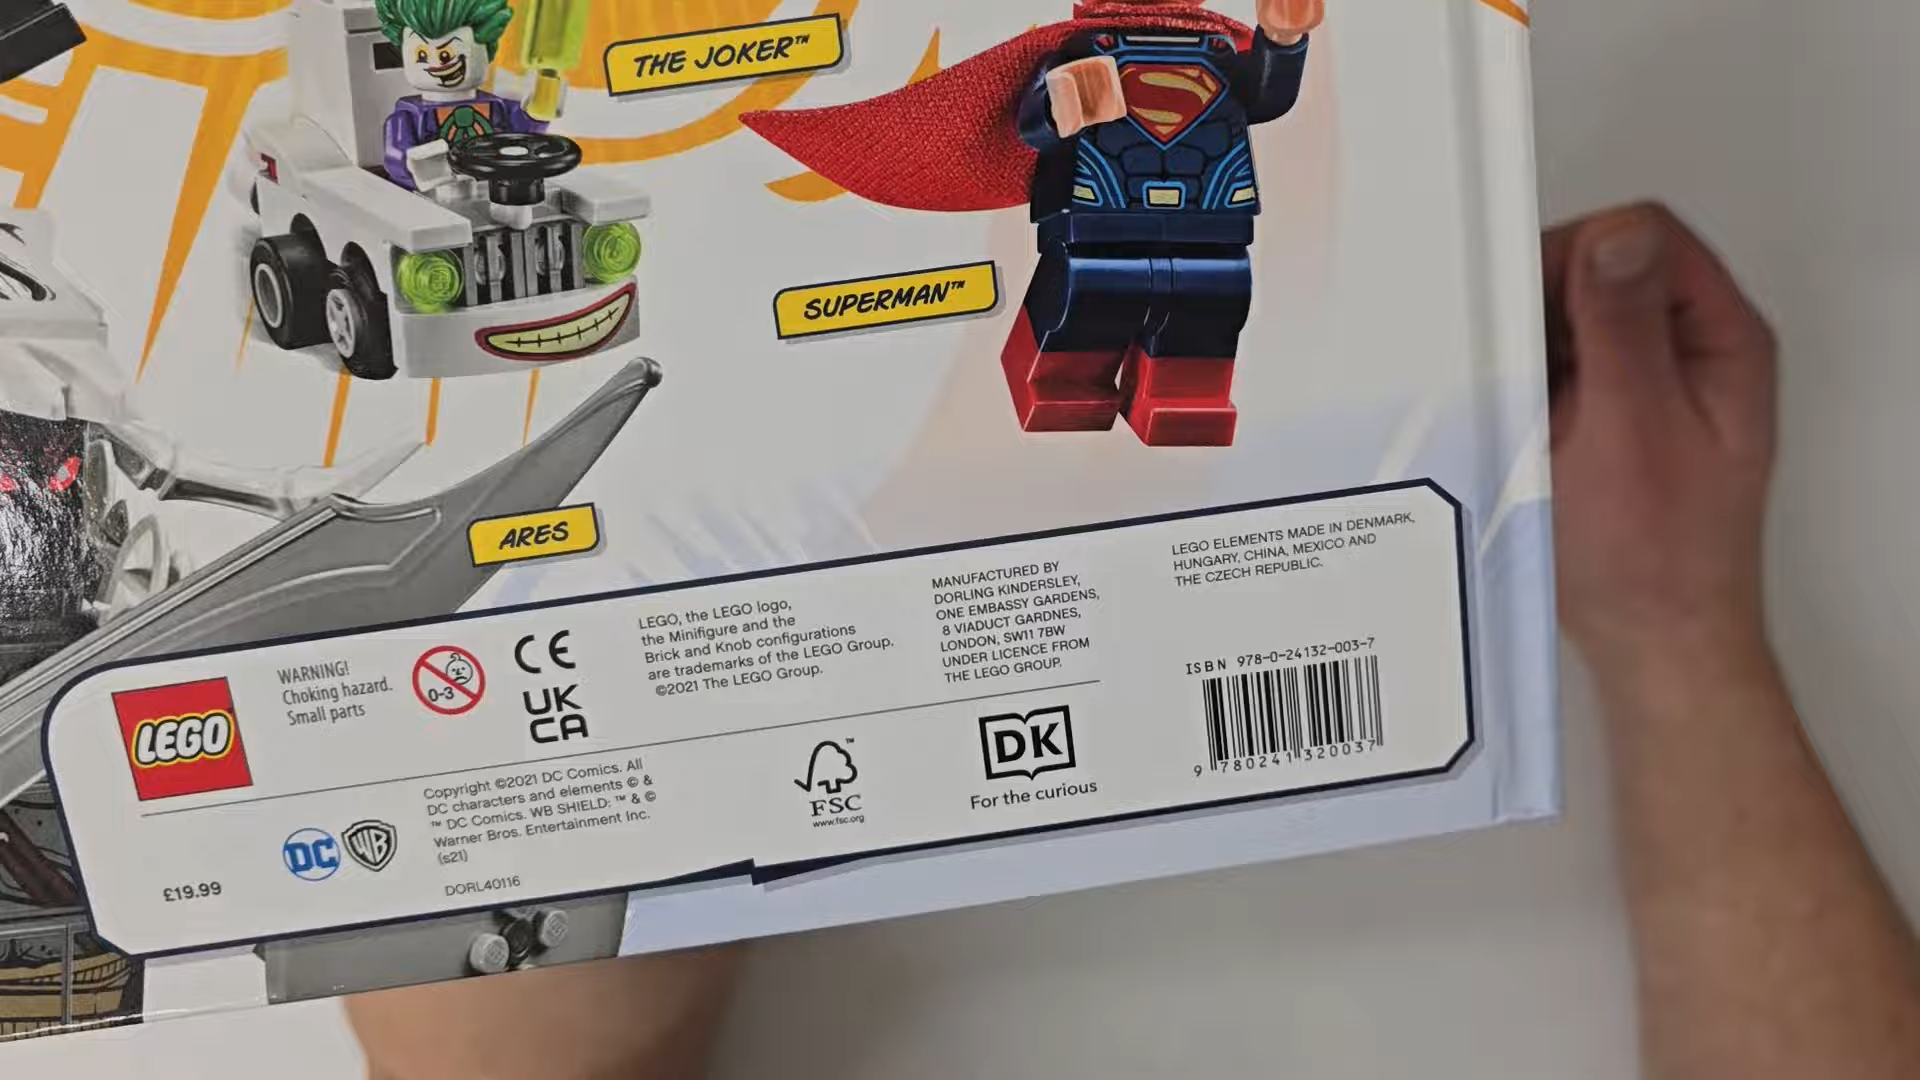 THE JOKER™
SUPERMAN™
ARES
LEGO
WARNING!
Choking hazard.
Small parts
0-3
CE
UK
CA
LEGO, the LEGO logo,
the Minifigure and the
Brick and Knob configurations
are trademarks of the LEGO Group.
©2021 The LEGO Group.
MANUFACTURED BY
DORLING KINDERSLEY,
ONE EMBASSY GARDENS,
8 VIADUCT GARDNES,
LONDON, SW11 7BW
UNDER LICENCE FROM
THE LEGO GROUP.
LEGO ELEMENTS MADE IN DENMARK,
HUNGARY, CHINA, MEXICO AND
THE CZECH REPUBLIC.
£19.99
DC
WB
Copyright ©2021 DC Comics. All
DC characters and elements © &
™ DC Comics. WB SHIELD: ™ & ©
Warner Bros. Entertainment Inc.
(s21)
DORL40116
™
FSC
www.fsc.org
DK
For the curious
ISBN 978-0-24132-003-7
9 780241 320037